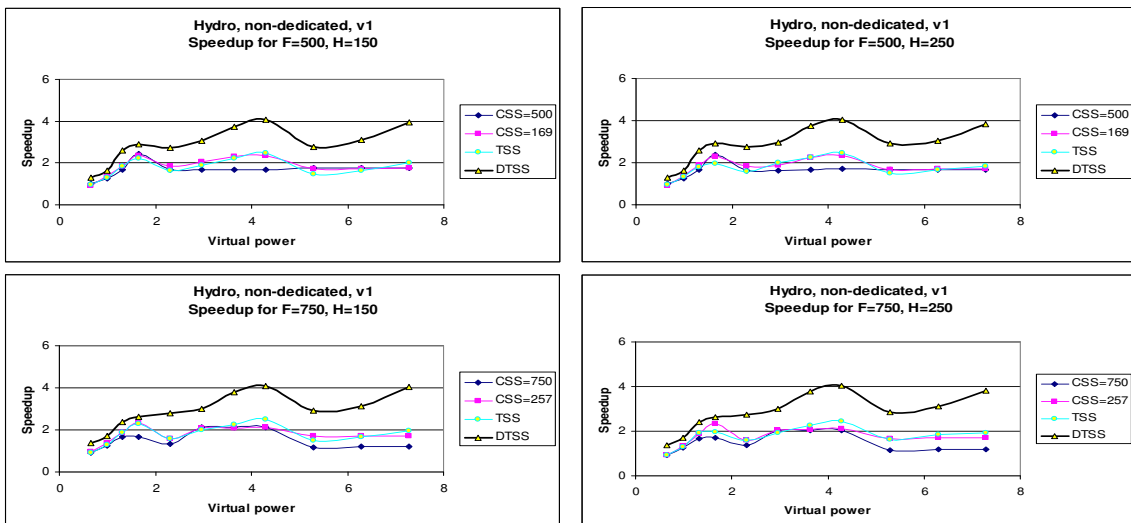 Hydro, non-dedicated, v1
Speedup for F=500, H=150
Speedup
6
4
2
0
0 2 4 6 8
Virtual power
CSS=500
CSS=169
TSS
DTSS
Hydro, non-dedicated, v1
Speedup for F=500, H=250
Speedup
6
4
2
0
0 2 4 6 8
Virtual power
CSS=500
CSS=169
TSS
DTSS
Hydro, non-dedicated, v1
Speedup for F=750, H=150
Speedup
6
4
2
0
0 2 4 6 8
Virtual power
CSS=750
CSS=257
TSS
DTSS
Hydro, non-dedicated, v1
Speedup for F=750, H=250
Speedup
6
4
2
0
0 2 4 6 8
Virtual power
CSS=750
CSS=257
TSS
DTSS